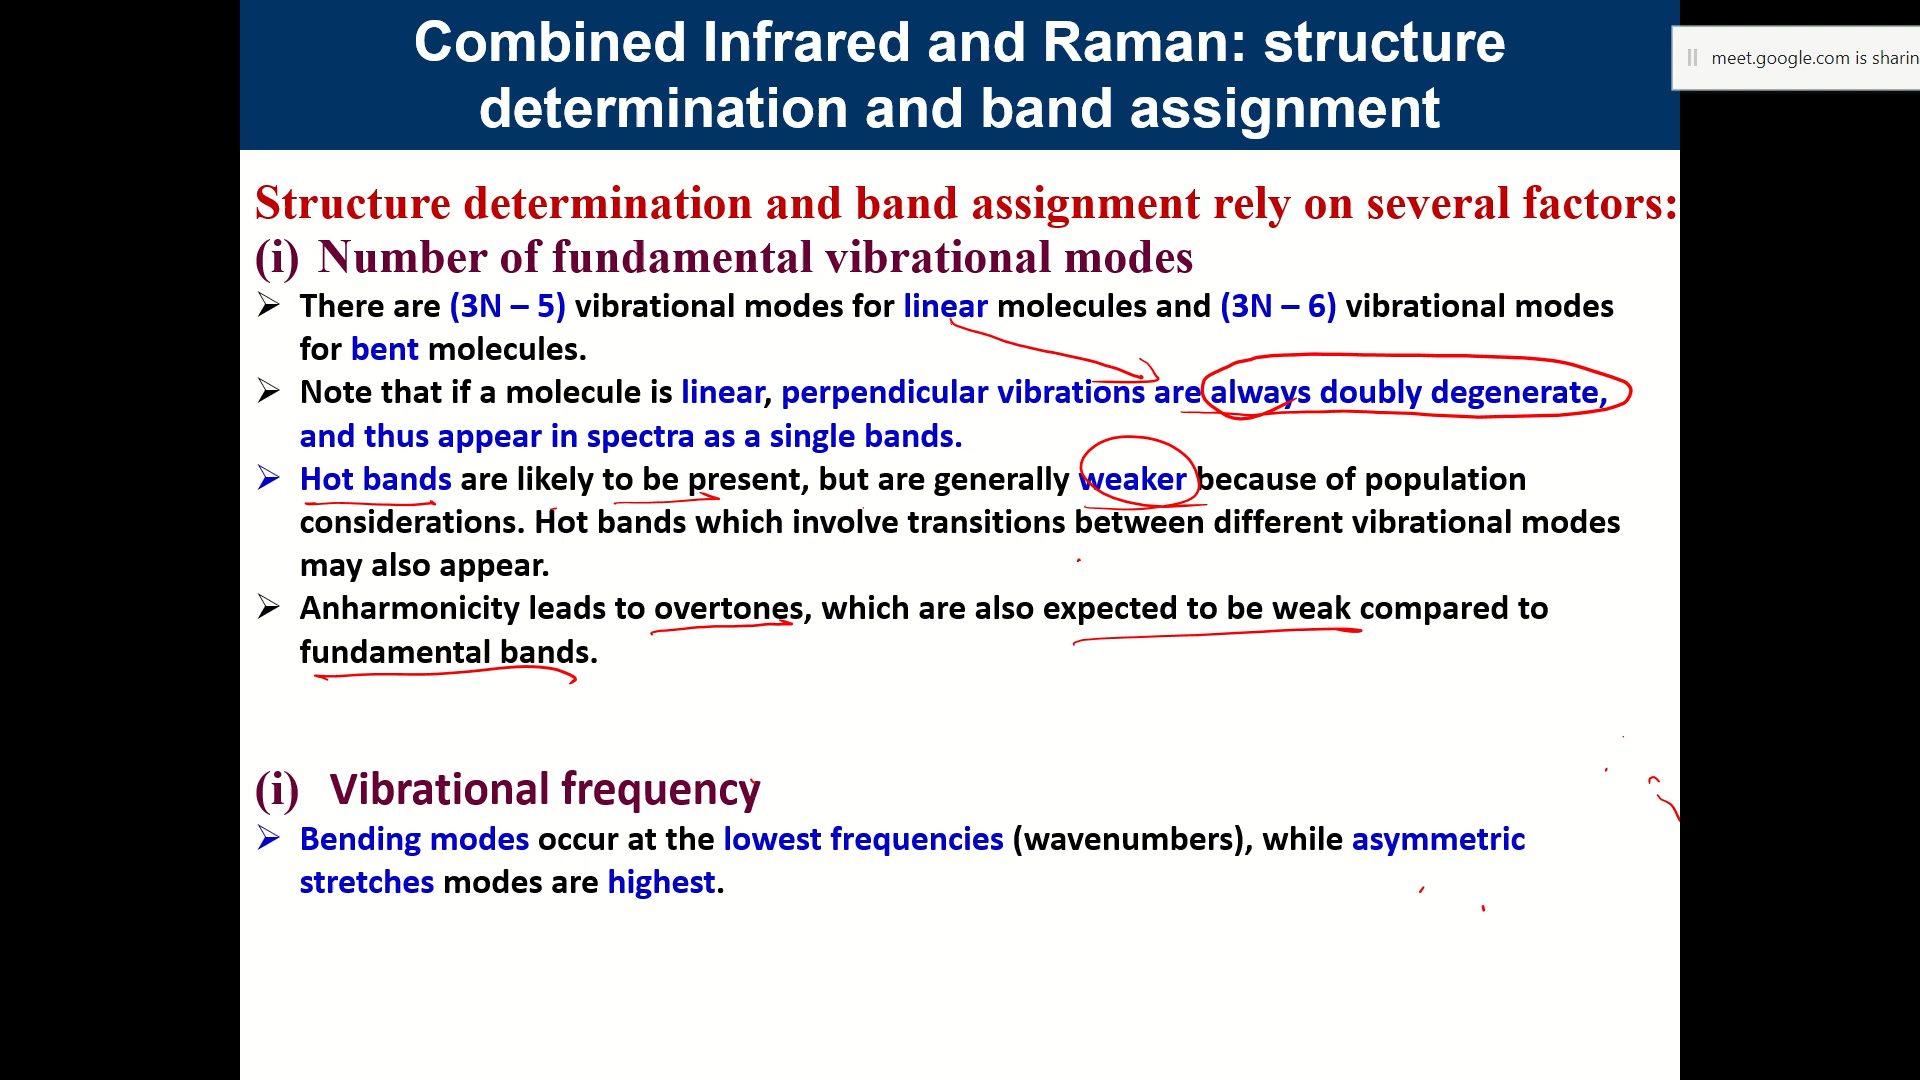 Combined Infrared and Raman: structure
determination and band assignment
meet.google.com is sharin
Structure determination and band assignment rely on several factors:
(i) Number of fundamental vibrational modes
➢ There are (3N – 5) vibrational modes for linear molecules and (3N – 6) vibrational modes
for bent molecules.
➢ Note that if a molecule is linear, perpendicular vibrations are always doubly degenerate,
and thus appear in spectra as a single bands.
➢ Hot bands are likely to be present, but are generally weaker because of population
considerations. Hot bands which involve transitions between different vibrational modes
may also appear.
➢ Anharmonicity leads to overtones, which are also expected to be weak compared to
fundamental bands.
(i) Vibrational frequency
➢ Bending modes occur at the lowest frequencies (wavenumbers), while asymmetric
stretches modes are highest.